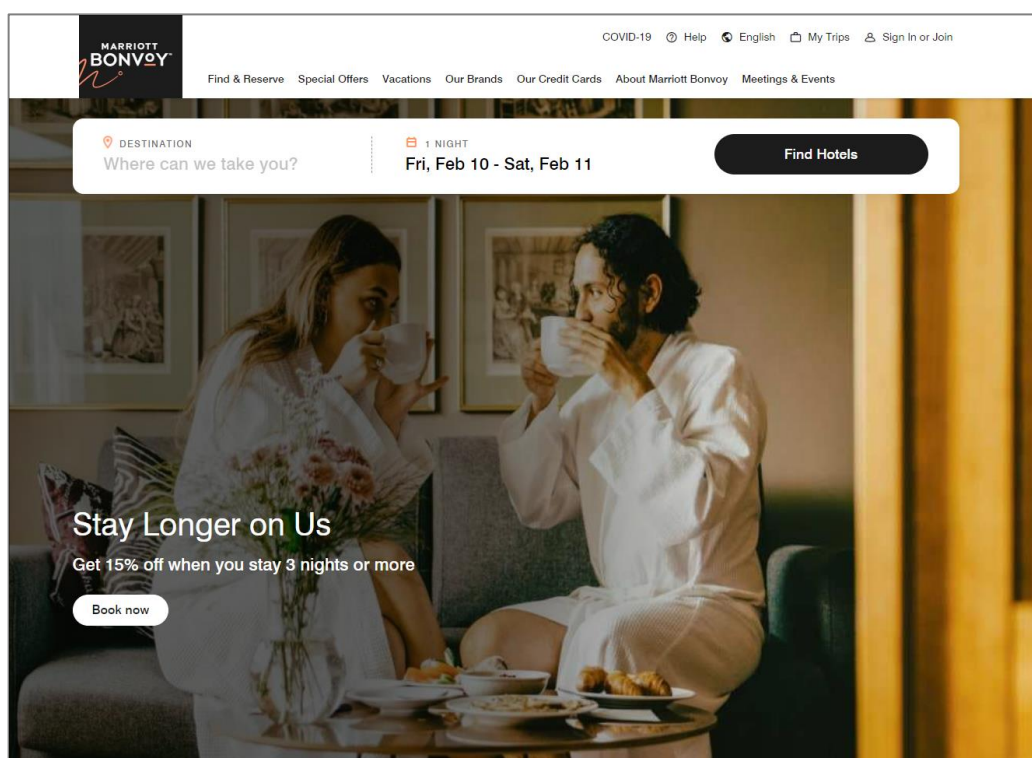 MARRIOTT
BONVOY™
COVID-19 Help English My Trips Sign In or Join
Find & Reserve Special Offers Vacations Our Brands Our Credit Cards About Marriott Bonvoy Meetings & Events
DESTINATION
Where can we take you?
1 NIGHT
Fri, Feb 10 - Sat, Feb 11
Find Hotels
Stay Longer on Us
Get 15% off when you stay 3 nights or more
Book now